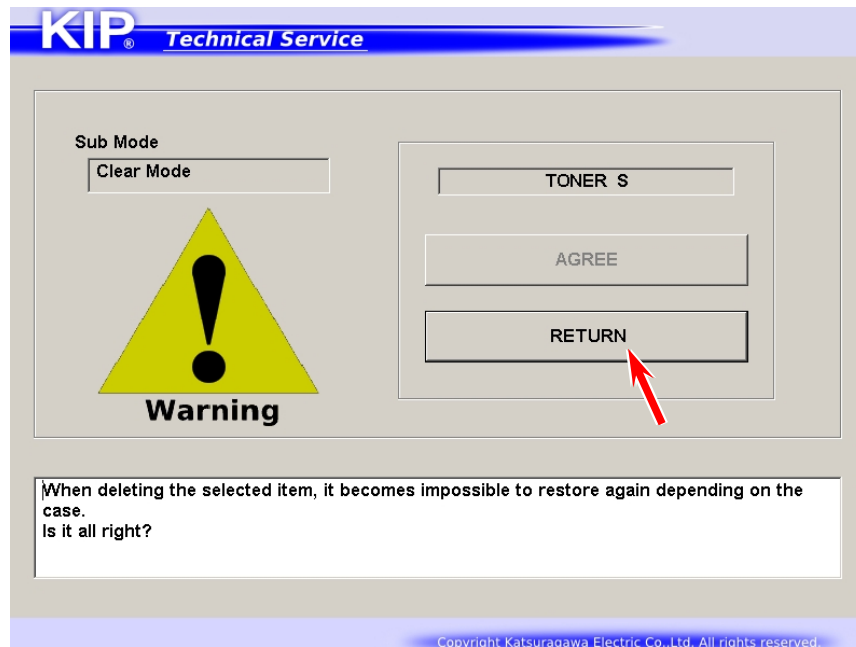 KIP®
Technical Service
Sub Mode
Clear Mode
TONER S
AGREE
RETURN
Warning
When deleting the selected item, it becomes impossible to restore again depending on the
case.
Is it all right?
Copyright Katsuragawa Electric Co.,Ltd. All rights reserved.